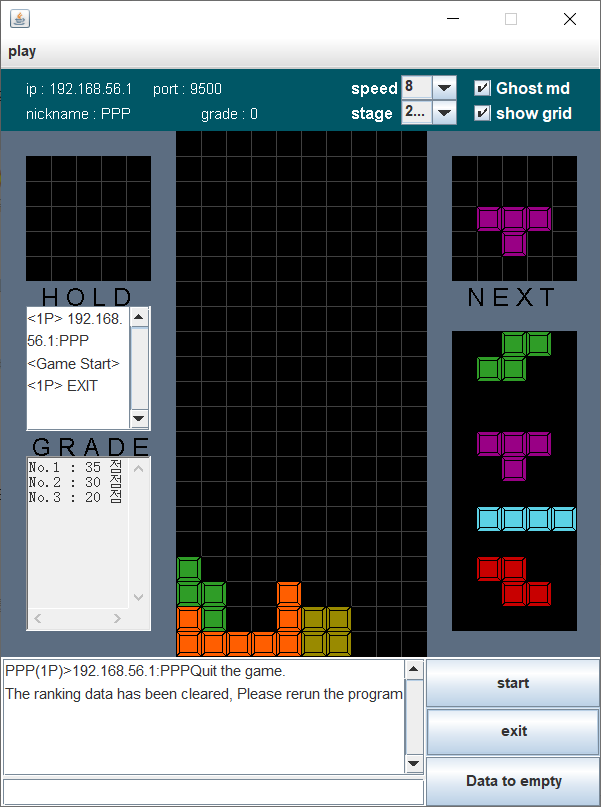 play
ip : 192.168.56.1 port : 9500 speed 8 Ghost md
nickname : PPP grade : 0 stage 2... show grid
HOLD
NEXT
<1P> 192.168.
56.1:PPP
<Game Start>
<1P> EXIT
GRADE
No.1 : 35 점
No.2 : 30 점
No.3 : 20 점
PPP(1P)>192.168.56.1:PPPQuit the game.
The ranking data has been cleared, Please rerun the program
start
exit
Data to empty